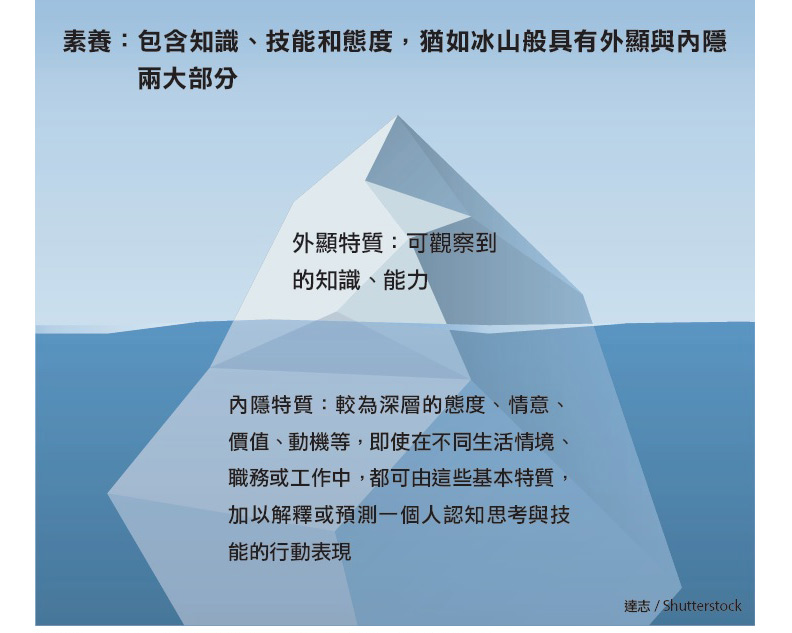 素養：包含知識、技能和態度，猶如冰山般具有外顯與內隱
兩大部分
外顯特質：可觀察到
的知識、能力
內隱特質：較為深層的態度、情意、
價值、動機等，即使在不同生活情境、
職務或工作中，都可由這些基本特質，
加以解釋或預測一個人認知思考與技
能的行動表現
達志 / Shutterstock